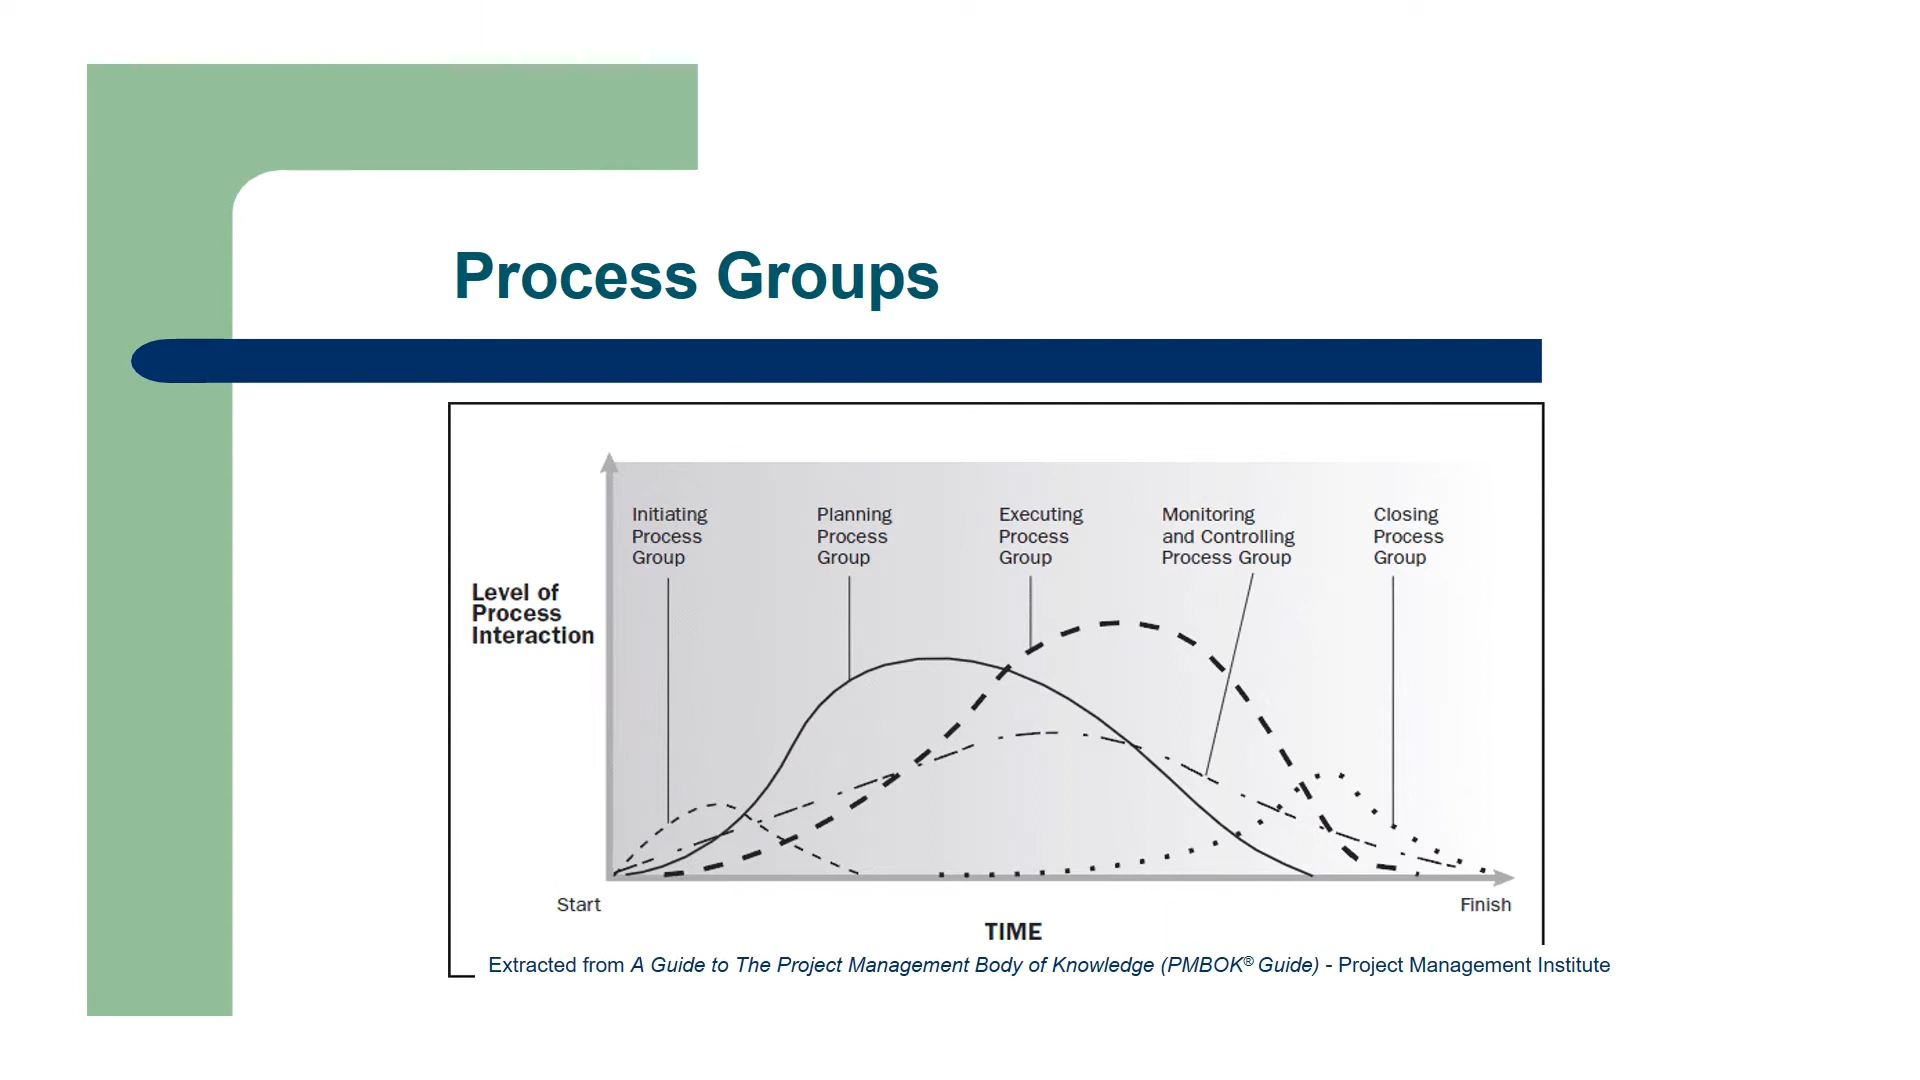 Process Groups
Initiating
Process
Group
Planning
Process
Group
Executing
Process
Group
Monitoring
and Controlling
Process Group
Closing
Process
Group
Level of
Process
Interaction
Start
Finish
TIME
Extracted from A Guide to The Project Management Body of Knowledge (PMBOK® Guide) - Project Management Institute